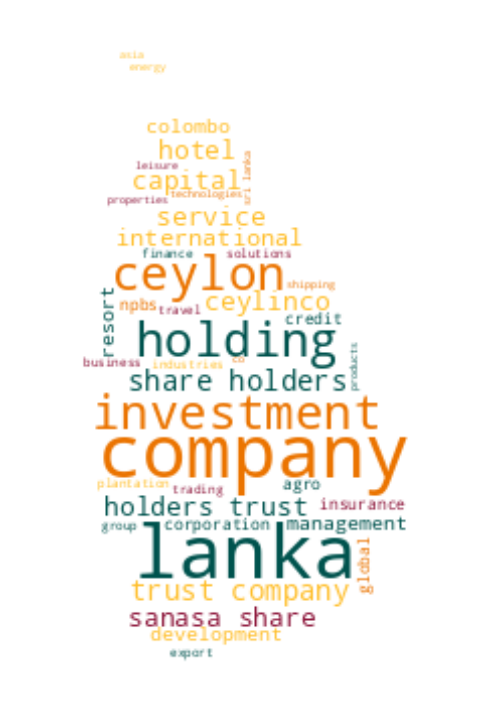 asia
energy
colombo
hotel
leisure
capital
sri lanka
technologies
properties
service
international
finance
solutions
ceylon
shipping
resort
npbs
travel
ceylinco
credit
holding
products
business
industries
co
share holders
investment
company
plantation
trading
agro
holders trust
insurance
group
corporation
management
lanka
global
trust company
sanasa share
development
export